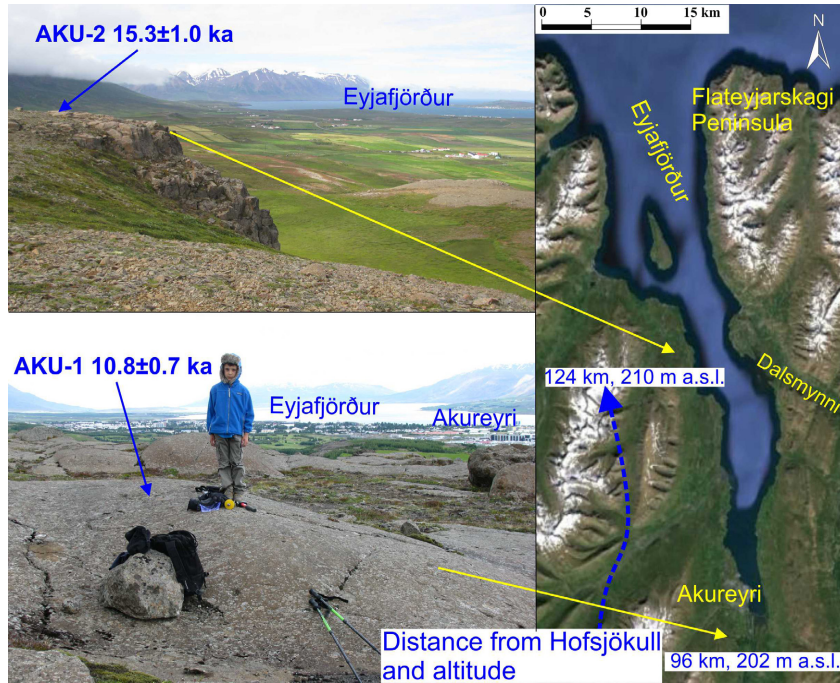 AKU-2 15.3±1.0 ka
Eyjafjörður
AKU-1 10.8±0.7 ka
Eyjafjörður
Akureyri
Distance from Hofsjökull
and altitude
0 5 10 15 km
N
Flateyjarskagi
Peninsula
Eyjafjörður
124 km, 210 m a.s.l.
Dalsmynni
Akureyri
96 km, 202 m a.s.l.